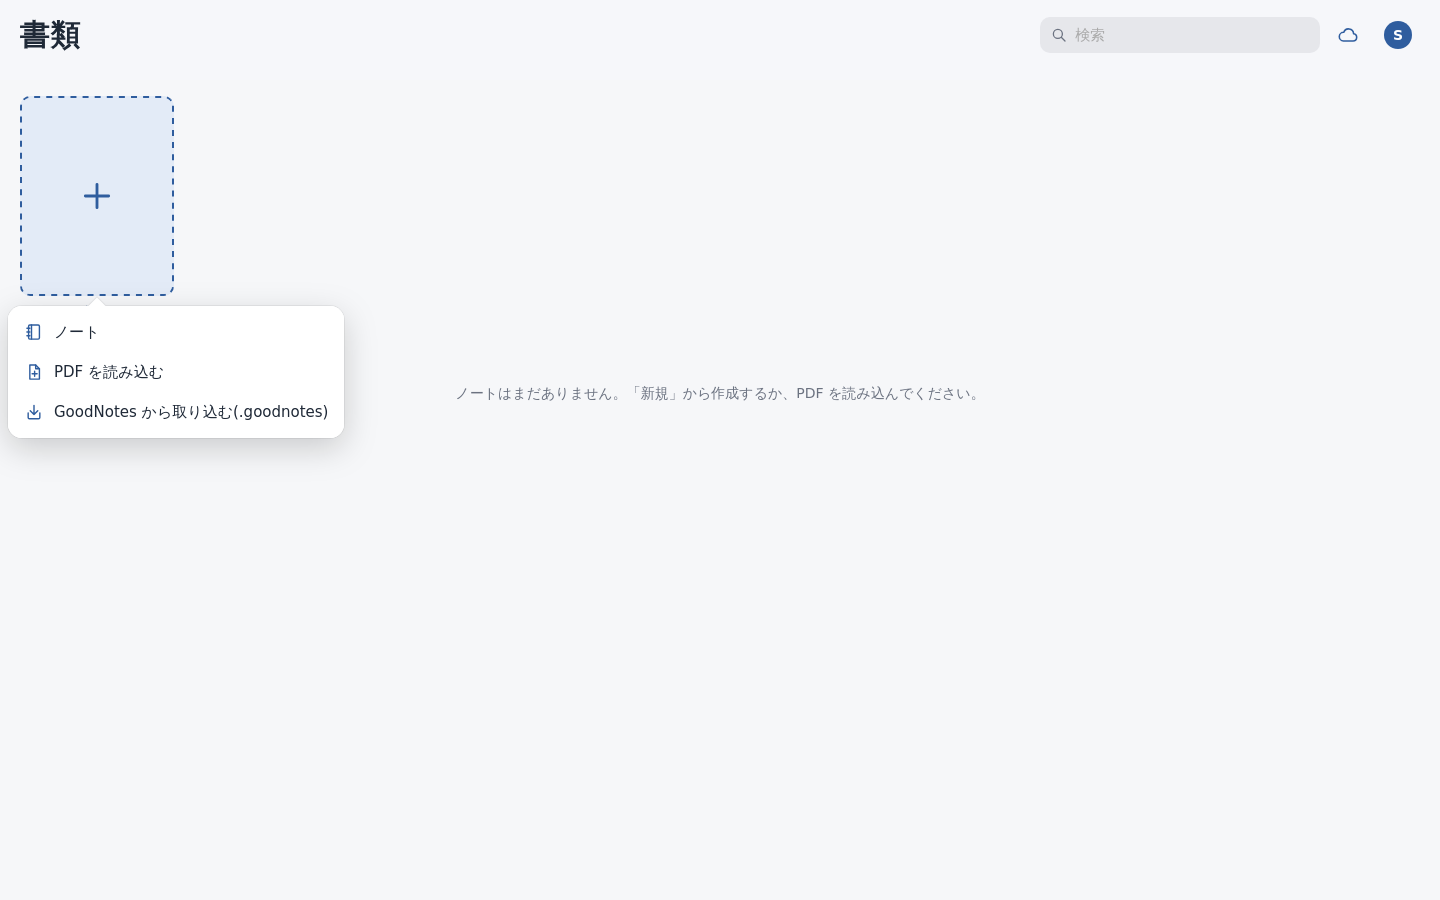 書類
検索
S
ノート
PDF を読み込む
GoodNotes から取り込む(.goodnotes)
ノートはまだありません。「新規」から作成するか、PDF を読み込んでください。